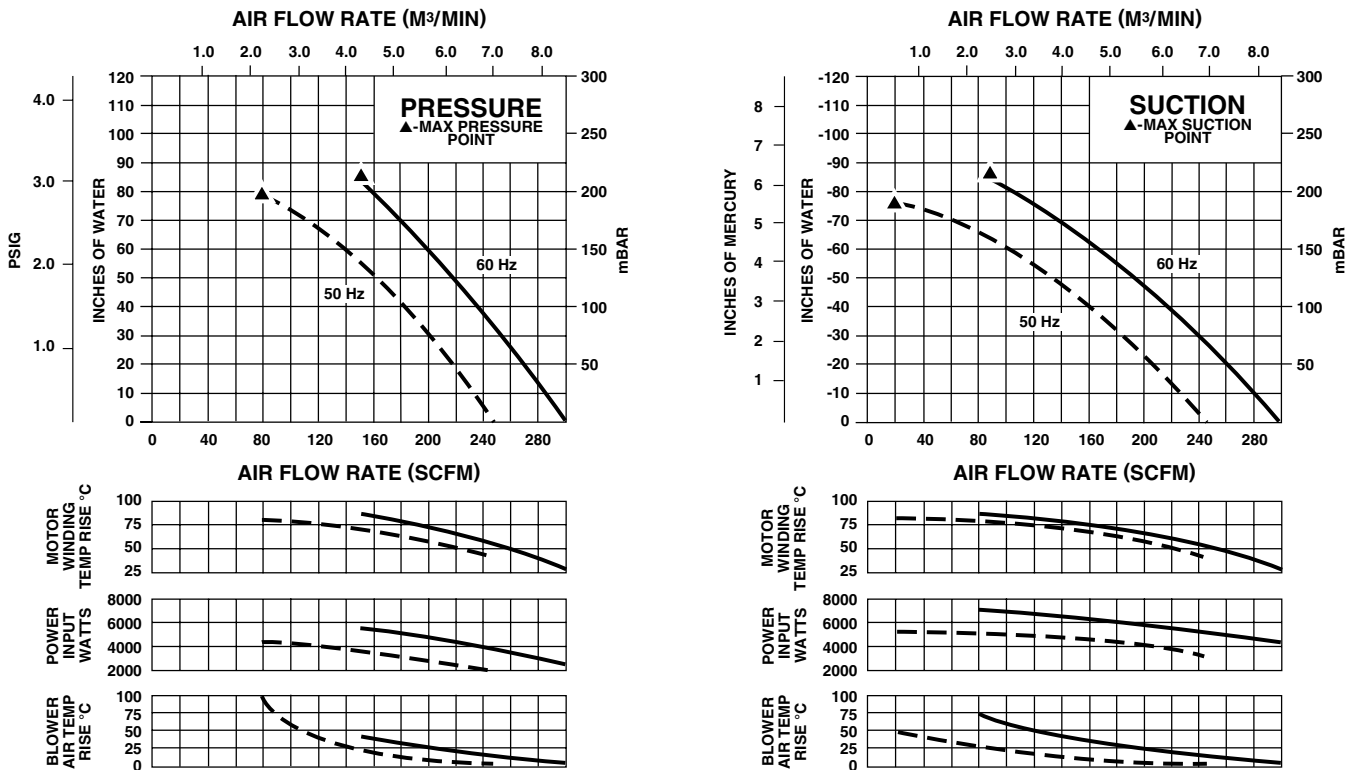 AIR FLOW RATE (M³/MIN)
1.0 2.0 3.0 4.0 5.0 6.0 7.0 8.0
PSIG
4.0
3.0
2.0
1.0
INCHES OF WATER
120
110
100
90
80
70
60
50
40
30
20
10
0
PRESSURE
▲-MAX PRESSURE
POINT
60 Hz
50 Hz
300
250
200
150
100
50
mBAR
0 40 80 120 160 200 240 280
AIR FLOW RATE (SCFM)
MOTOR
WINDING
TEMP RISE °C
100
75
50
25
POWER
INPUT
WATTS
8000
6000
4000
2000
BLOWER
AIR TEMP
RISE °C
100
75
50
25
0
AIR FLOW RATE (M³/MIN)
1.0 2.0 3.0 4.0 5.0 6.0 7.0 8.0
INCHES OF MERCURY
8
7
6
5
4
3
2
1
INCHES OF WATER
-120
-110
-100
-90
-80
-70
-60
-50
-40
-30
-20
-10
0
SUCTION
▲-MAX SUCTION
POINT
60 Hz
50 Hz
300
250
200
150
100
50
mBAR
0 40 80 120 160 200 240 280
AIR FLOW RATE (SCFM)
MOTOR
WINDING
TEMP RISE °C
100
75
50
25
POWER
INPUT
WATTS
8000
6000
4000
2000
BLOWER
AIR TEMP
RISE °C
100
75
50
25
0